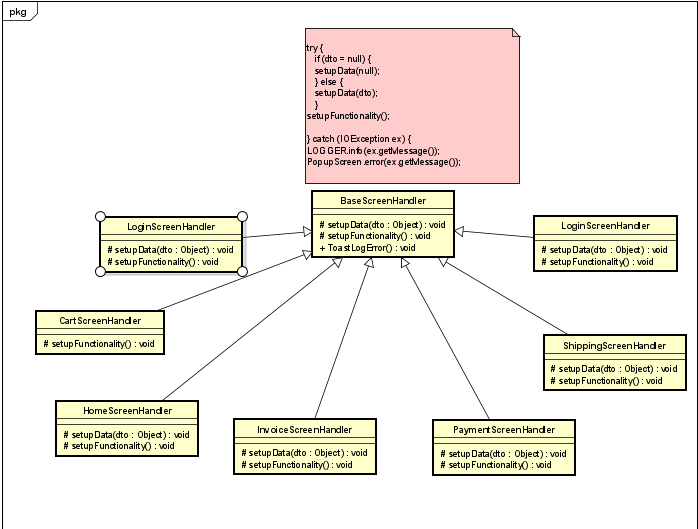 pkg
try {
if (dto = null) {
setupData(null);
} else {
setupData(dto);
}
setupFunctionality();
} catch (IOException ex) {
LOGGER.info(ex.getMessage());
PopupScreen.error(ex.getMessage());
BaseScreenHandler
# setupData(dto : Object) : void
# setupFunctionality() : void
+ ToastLogError() : void
LoginScreenHandler
# setupData(dto : Object) : void
# setupFunctionality() : void
LoginScreenHandler
# setupData(dto : Object) : void
# setupFunctionality() : void
CartScreenHandler
# setupFunctionality() : void
ShippingScreenHandler
# setupData(dto : Object) : void
# setupFunctionality() : void
HomeScreenHandler
# setupData(dto : Object) : void
# setupFunctionality() : void
InvoiceScreenHandler
# setupData(dto : Object) : void
# setupFunctionality() : void
PaymentScreenHandler
# setupData(dto : Object) : void
# setupFunctionality() : void